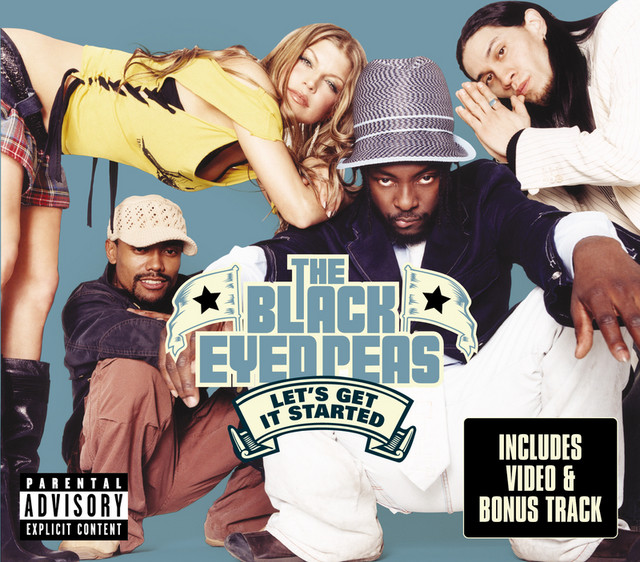 THE
BLACK
EYED PEAS
LET'S GET
IT STARTED
PARENTAL
ADVISORY
EXPLICIT CONTENT
INCLUDES
VIDEO &
BONUS TRACK